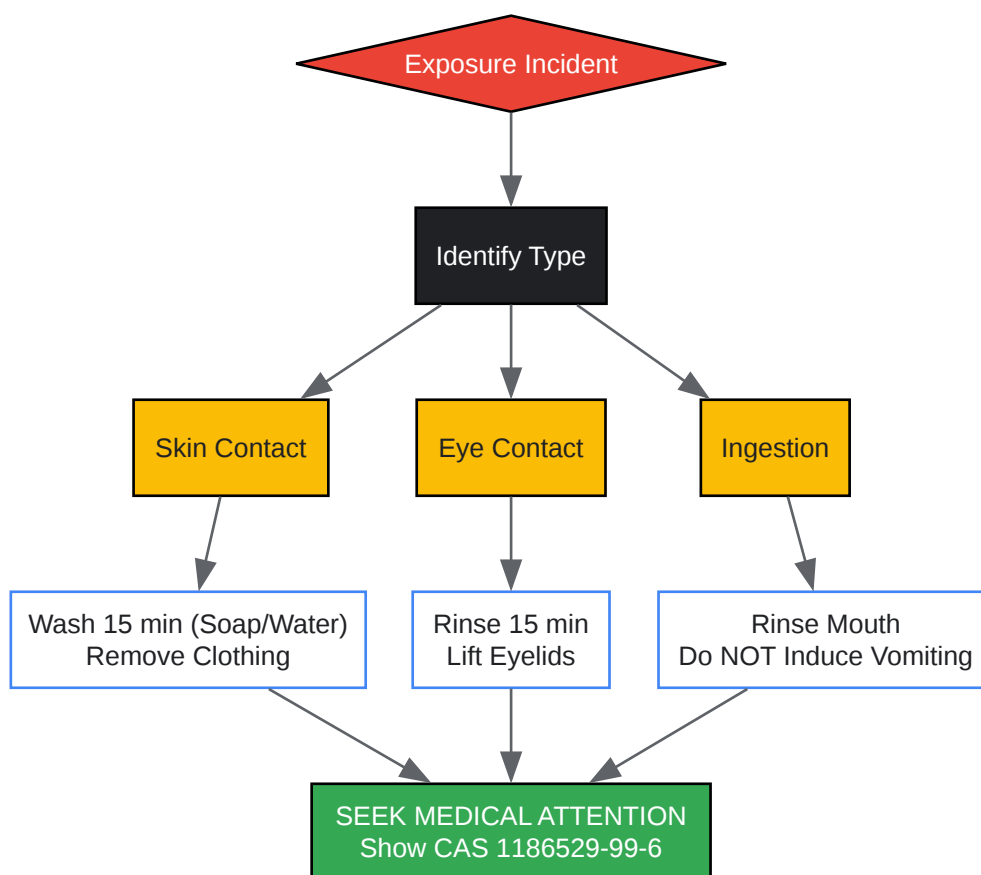 Exposure Incident
Identify Type
Skin Contact
Eye Contact
Ingestion
Wash 15 min (Soap/Water)
Remove Clothing
Rinse 15 min
Lift Eyelids
Rinse Mouth
Do NOT Induce Vomiting
SEEK MEDICAL ATTENTION
Show CAS 1186529-99-6